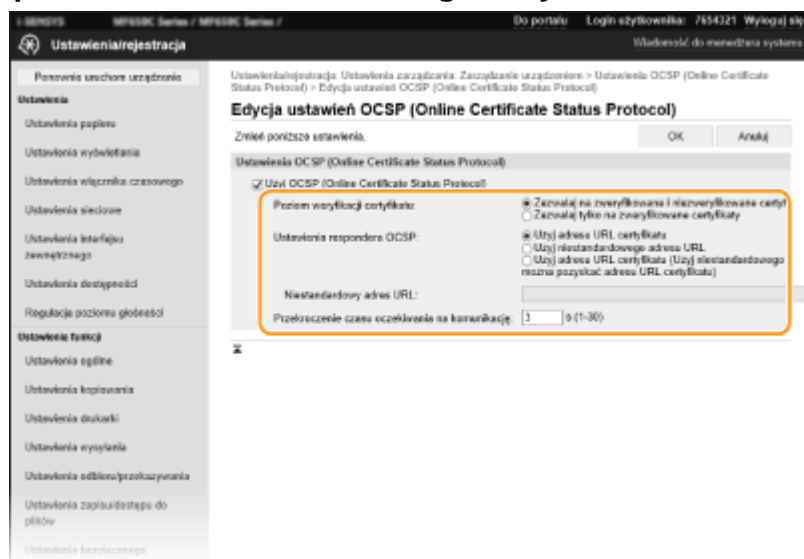 i-SENSYS MF658C Series / MF658C Series / Do portalu Login użytkownika: 7654321 Wyloguj się
Ustawienia/rejestracja Wiadomość do menedżera systemu
Ponownie uruchom urządzenie
Ustawienia
Ustawienia papieru
Ustawienia wyświetlania
Ustawienia włącznika czasowego
Ustawienia sieciowe
Ustawienia interfejsu
zewnętrznego
Ustawienia dostępności
Regulacja poziomu głośności
Ustawienia funkcji
Ustawienia ogólne
Ustawienia kopiowania
Ustawienia drukarki
Ustawienia wysyłania
Ustawienia odbioru/przekazywania
Ustawienia zapisu/dostępu do
plików
Ustawienia bezpiecznego
Ustawienia/rejestracja: Ustawienia zarządzania: Zarządzanie urządzeniem > Ustawienia OCSP (Online Certificate
Status Protocol) > Edycja ustawień OCSP (Online Certificate Status Protocol)
Edycja ustawień OCSP (Online Certificate Status Protocol)
Zmień poniższe ustawienia. OK Anuluj
Ustawienia OCSP (Online Certificate Status Protocol)
Użyj OCSP (Online Certificate Status Protocol)
Poziom weryfikacji certyfikatu: Zezwalaj na zweryfikowane i niezweryfikowane certyf
Zezwalaj tylko na zweryfikowane certyfikaty
Ustawienia respondera OCSP: Użyj adresu URL certyfikatu
Użyj niestandardowego adresu URL
Użyj adresu URL certyfikatu (Użyj niestandardowego
można pozyskać adresu URL certyfikatu)
Niestandardowy adres URL:
Przekroczenie czasu oczekiwania na komunikację: 3 s (1-30)